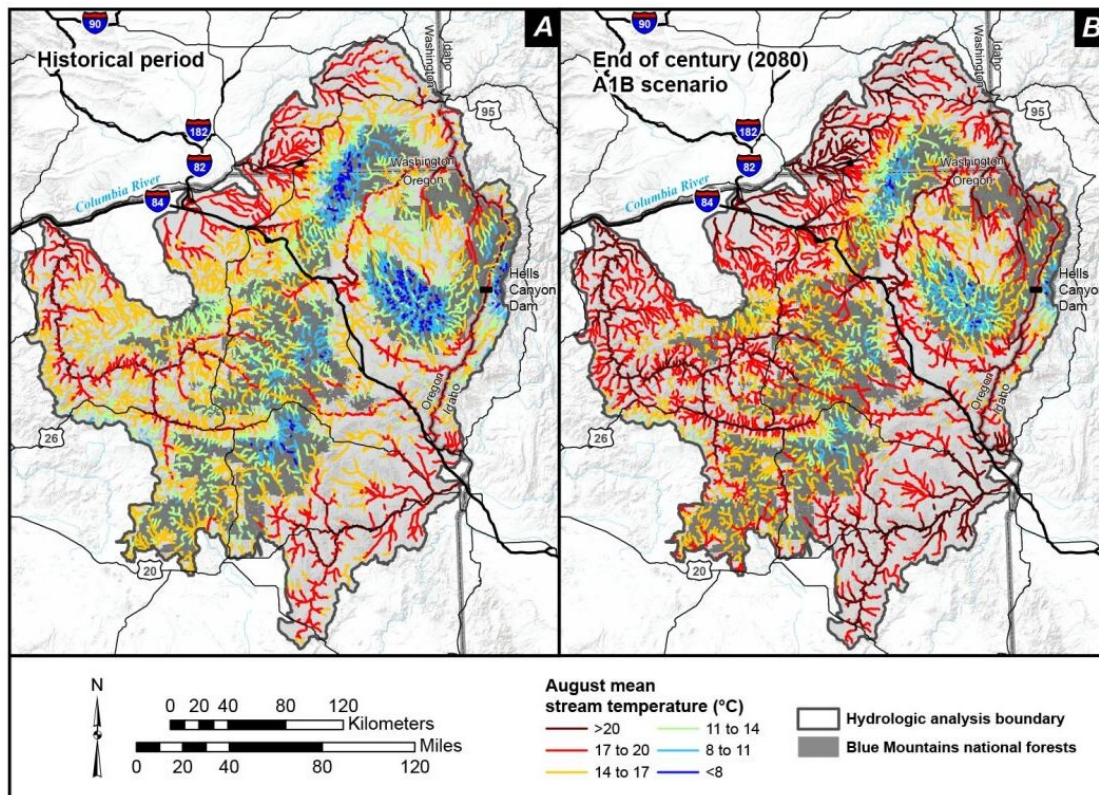 A
Historical period
90
182
82
84
Columbia River
Washington
Idaho
95
Washington
Oregon
Hells
Canyon
Dam
Oregon
Idaho
26
20
B
End of century (2080)
A1B scenario
90
182
82
84
Columbia River
Washington
Idaho
95
Washington
Oregon
Hells
Canyon
Dam
Oregon
Idaho
26
20
N
0 20 40 80 120
Kilometers
Miles
0 20 40 80 120
August mean
stream temperature (°C)
>20
17 to 20
14 to 17
11 to 14
8 to 11
<8
Hydrologic analysis boundary
Blue Mountains national forests